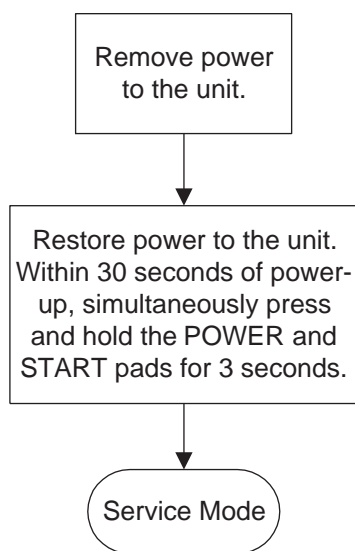 Remove power
to the unit.
Restore power to the unit.
Within 30 seconds of power-
up, simultaneously press
and hold the POWER and
START pads for 3 seconds.
Service Mode